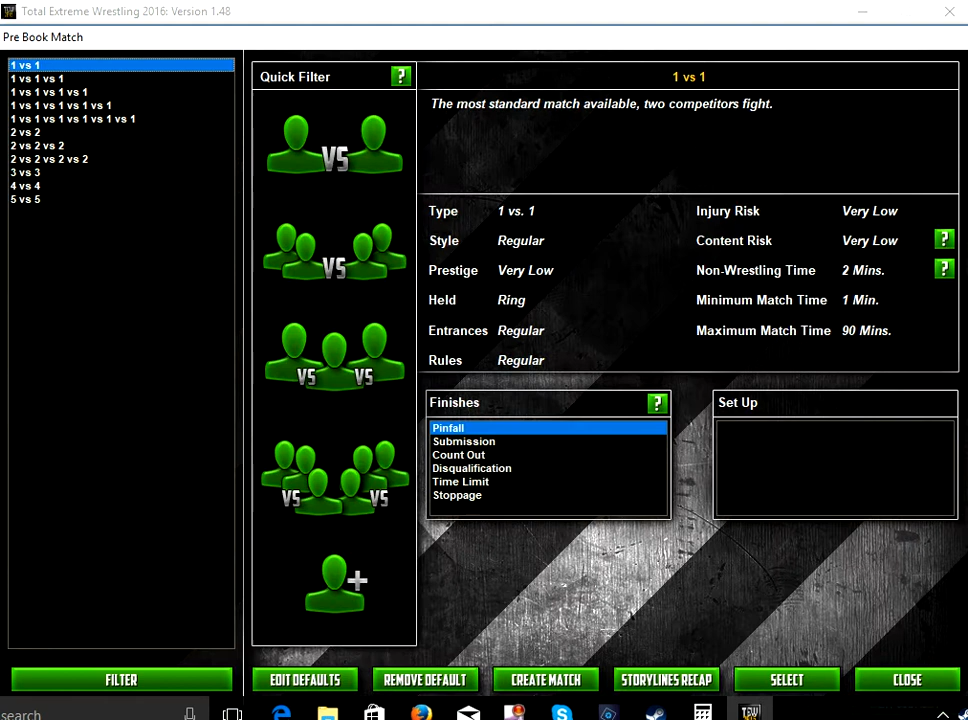 Total Extreme Wrestling 2016: Version 1.48
Pre Book Match
1 vs 1
1 vs 1 vs 1
1 vs 1 vs 1 vs 1
1 vs 1 vs 1 vs 1 vs 1
1 vs 1 vs 1 vs 1 vs 1 vs 1
2 vs 2
2 vs 2 vs 2
2 vs 2 vs 2 vs 2
3 vs 3
4 vs 4
5 vs 5
FILTER
Quick Filter ?
VS
VS
VS VS
VS VS
+
1 vs 1
The most standard match available, two competitors fight.
Type 1 vs. 1
Style Regular
Prestige Very Low
Held Ring
Entrances Regular
Rules Regular
Injury Risk Very Low
Content Risk Very Low ?
Non-Wrestling Time 2 Mins. ?
Minimum Match Time 1 Min.
Maximum Match Time 90 Mins.
Finishes ?
Pinfall
Submission
Count Out
Disqualification
Time Limit
Stoppage
Set Up
EDIT DEFAULTS REMOVE DEFAULT CREATE MATCH STORYLINES RECAP SELECT CLOSE
search
TEW